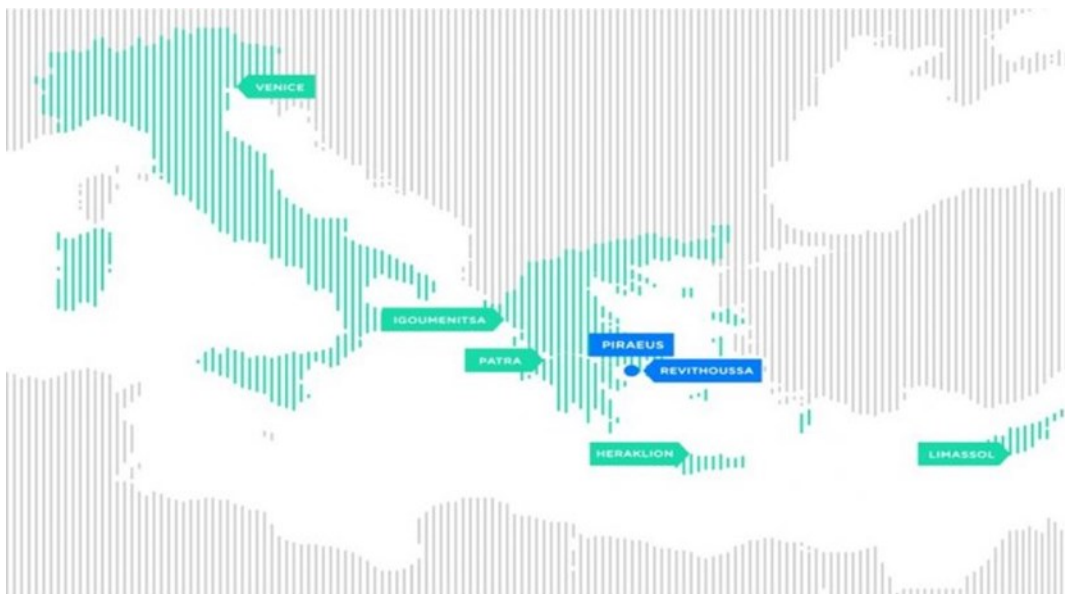 VENICE
IGOUMENITSA
PIRAEUS
PATRA
REVITHOUSSA
HERAKLION
LIMASSOL